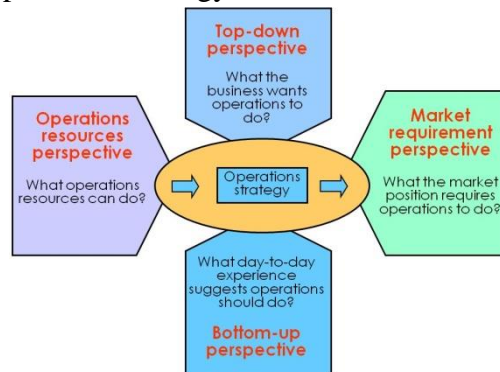 Top-down
perspective
What the
business wants
operations to
do?
Operations
resources
perspective
What operations
resources can do?
Operations
strategy
Market
requirement
perspective
What the market
position requires
operations to do?
What day-to-day
experience
suggests operations
should do?
Bottom-up
perspective